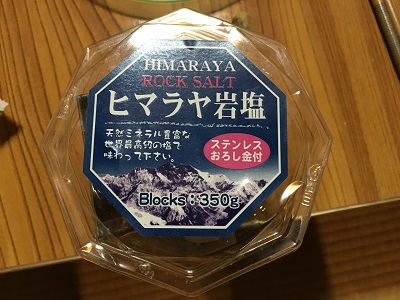 HIMARAYA
ROCK SALT
ヒマラヤ岩塩
天然ミネラル豊富な
世界最高級の塩で
味わって下さい。
ステンレス
おろし金付
Blocks：350g